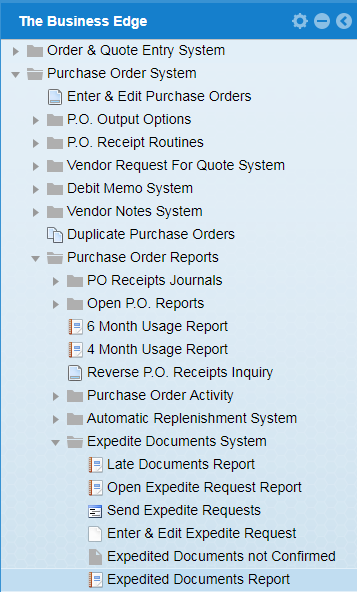 The Business Edge
Order & Quote Entry System
Purchase Order System
Enter & Edit Purchase Orders
P.O. Output Options
P.O. Receipt Routines
Vendor Request For Quote System
Debit Memo System
Vendor Notes System
Duplicate Purchase Orders
Purchase Order Reports
PO Receipts Journals
Open P.O. Reports
6 Month Usage Report
4 Month Usage Report
Reverse P.O. Receipts Inquiry
Purchase Order Activity
Automatic Replenishment System
Expedite Documents System
Late Documents Report
Open Expedite Request Report
Send Expedite Requests
Enter & Edit Expedite Request
Expedited Documents not Confirmed
Expedited Documents Report